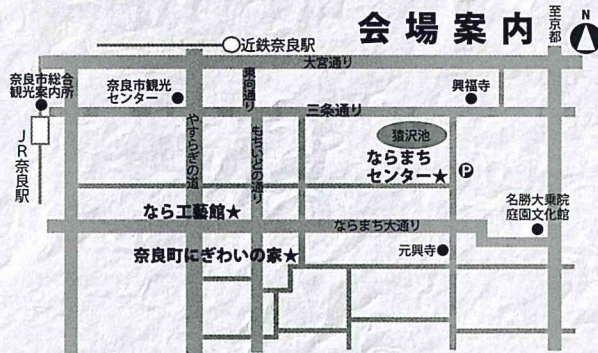 会場案内
至京都
N
近鉄奈良駅
大宮通り
奈良市総合
観光案内所
奈良市観光
センター
東向通り
興福寺
三条通り
JR奈良駅
やすらぎの道
もちいどの通り
猿沢池
ならまち
センター★
P
なら工藝館★
ならまち大通り
名勝大乗院
庭園文化館
奈良町にぎわいの家★
元興寺